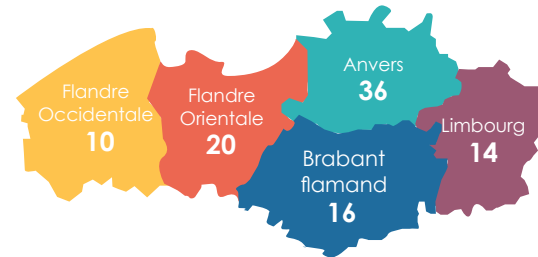 Flandre
Occidentale
10
Flandre
Orientale
20
Anvers
36
Brabant
flamand
16
Limbourg
14